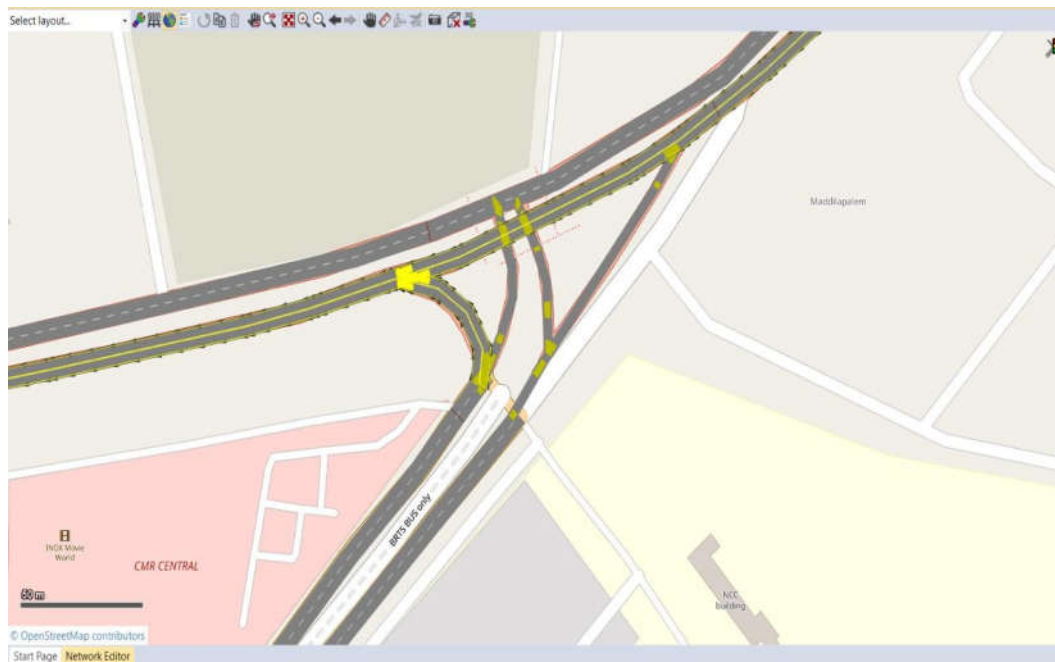 Select layout...
Maddilapalem
BRTS BUS only
INOX Movie
World
CMR CENTRAL
50 m
NCC
building
© OpenStreetMap contributors
Start Page Network Editor